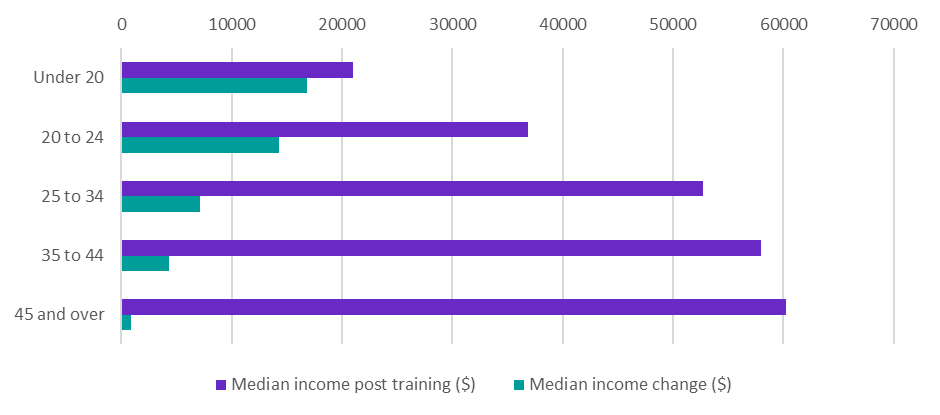 0 10000 20000 30000 40000 50000 60000 70000
Under 20
20 to 24
25 to 34
35 to 44
45 and over
Median income post training ($) Median income change ($)